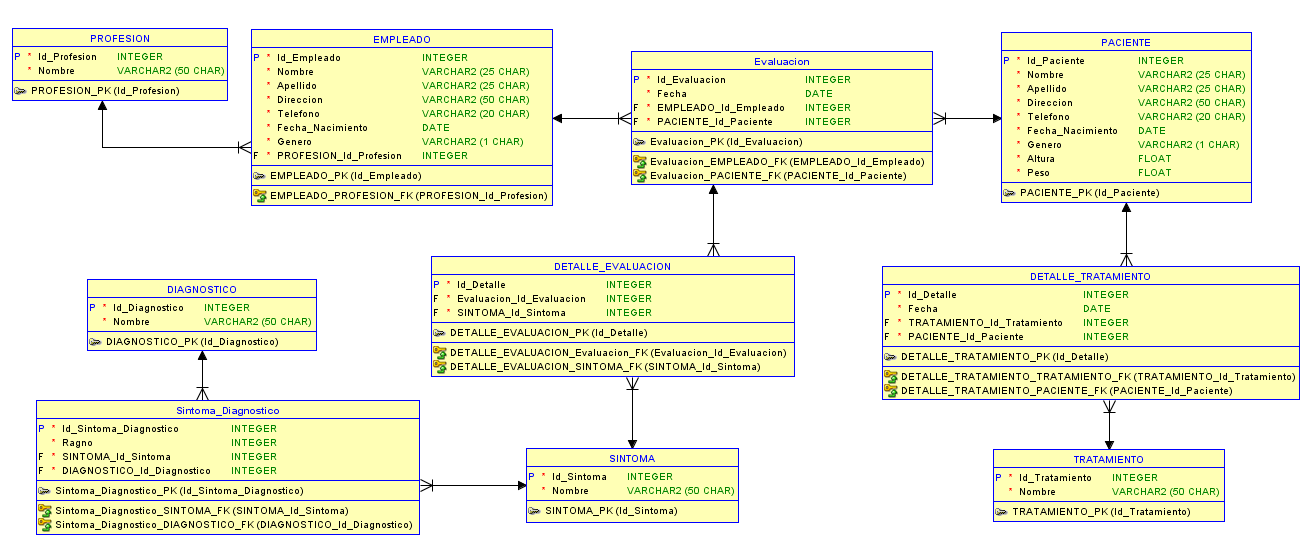 PROFESION
P * Id_Profesion INTEGER
* Nombre VARCHAR2 (50 CHAR)
PROFESION_PK (Id_Profesion)
EMPLEADO
P * Id_Empleado INTEGER
* Nombre VARCHAR2 (25 CHAR)
* Apellido VARCHAR2 (25 CHAR)
* Direccion VARCHAR2 (50 CHAR)
* Telefono VARCHAR2 (20 CHAR)
* Fecha_Nacimiento DATE
* Genero VARCHAR2 (1 CHAR)
F * PROFESION_Id_Profesion INTEGER
EMPLEADO_PK (Id_Empleado)
EMPLEADO_PROFESION_FK (PROFESION_Id_Profesion)
Evaluacion
P * Id_Evaluacion INTEGER
* Fecha DATE
F * EMPLEADO_Id_Empleado INTEGER
F * PACIENTE_Id_Paciente INTEGER
Evaluacion_PK (Id_Evaluacion)
Evaluacion_EMPLEADO_FK (EMPLEADO_Id_Empleado)
Evaluacion_PACIENTE_FK (PACIENTE_Id_Paciente)
PACIENTE
P * Id_Paciente INTEGER
* Nombre VARCHAR2 (25 CHAR)
* Apellido VARCHAR2 (25 CHAR)
* Direccion VARCHAR2 (50 CHAR)
* Telefono VARCHAR2 (20 CHAR)
* Fecha_Nacimiento DATE
* Genero VARCHAR2 (1 CHAR)
* Altura FLOAT
* Peso FLOAT
PACIENTE_PK (Id_Paciente)
DIAGNOSTICO
P * Id_Diagnostico INTEGER
* Nombre VARCHAR2 (50 CHAR)
DIAGNOSTICO_PK (Id_Diagnostico)
DETALLE_EVALUACION
P * Id_Detalle INTEGER
F * Evaluacion_Id_Evaluacion INTEGER
F * SINTOMA_Id_Sintoma INTEGER
DETALLE_EVALUACION_PK (Id_Detalle)
DETALLE_EVALUACION_Evaluacion_FK (Evaluacion_Id_Evaluacion)
DETALLE_EVALUACION_SINTOMA_FK (SINTOMA_Id_Sintoma)
DETALLE_TRATAMIENTO
P * Id_Detalle INTEGER
* Fecha DATE
F * TRATAMIENTO_Id_Tratamiento INTEGER
F * PACIENTE_Id_Paciente INTEGER
DETALLE_TRATAMIENTO_PK (Id_Detalle)
DETALLE_TRATAMIENTO_TRATAMIENTO_FK (TRATAMIENTO_Id_Tratamiento)
DETALLE_TRATAMIENTO_PACIENTE_FK (PACIENTE_Id_Paciente)
Sintoma_Diagnostico
P * Id_Sintoma_Diagnostico INTEGER
* Ragno INTEGER
F * SINTOMA_Id_Sintoma INTEGER
F * DIAGNOSTICO_Id_Diagnostico INTEGER
Sintoma_Diagnostico_PK (Id_Sintoma_Diagnostico)
Sintoma_Diagnostico_SINTOMA_FK (SINTOMA_Id_Sintoma)
Sintoma_Diagnostico_DIAGNOSTICO_FK (DIAGNOSTICO_Id_Diagnostico)
SINTOMA
P * Id_Sintoma INTEGER
* Nombre VARCHAR2 (50 CHAR)
SINTOMA_PK (Id_Sintoma)
TRATAMIENTO
P * Id_Tratamiento INTEGER
* Nombre VARCHAR2 (50 CHAR)
TRATAMIENTO_PK (Id_Tratamiento)